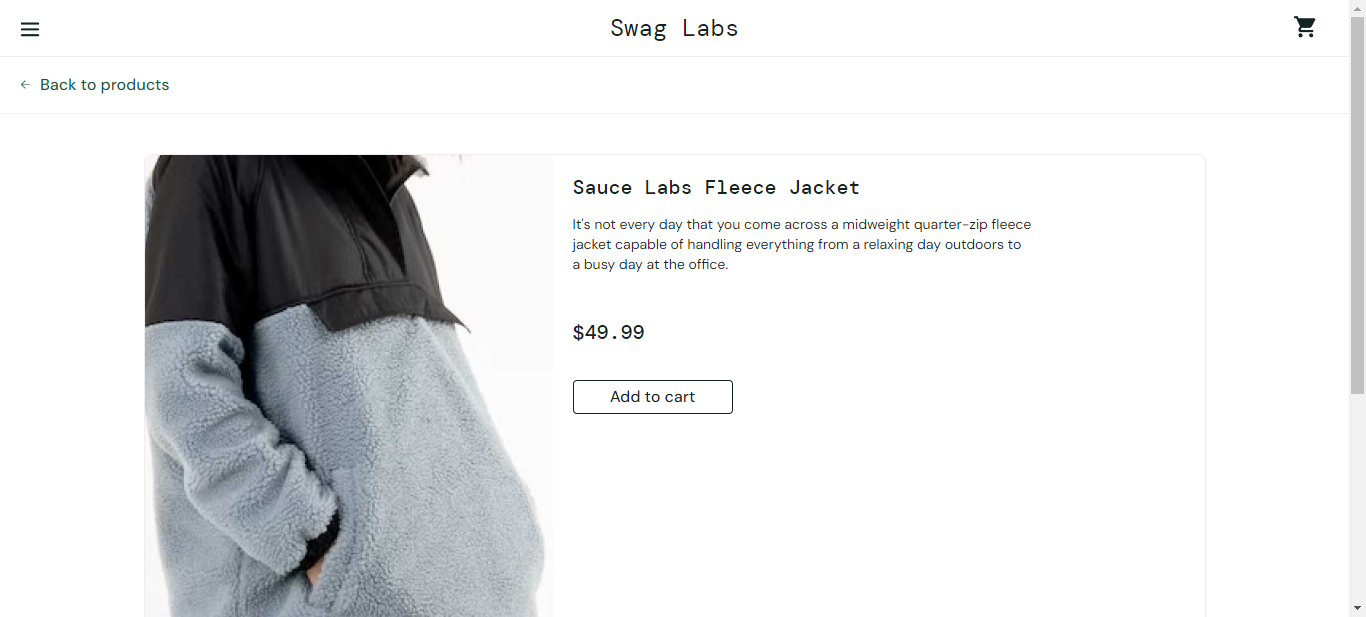 Swag Labs
Back to products
Sauce Labs Fleece Jacket
It's not every day that you come across a midweight quarter-zip fleece
jacket capable of handling everything from a relaxing day outdoors to
a busy day at the office.
$49.99
Add to cart